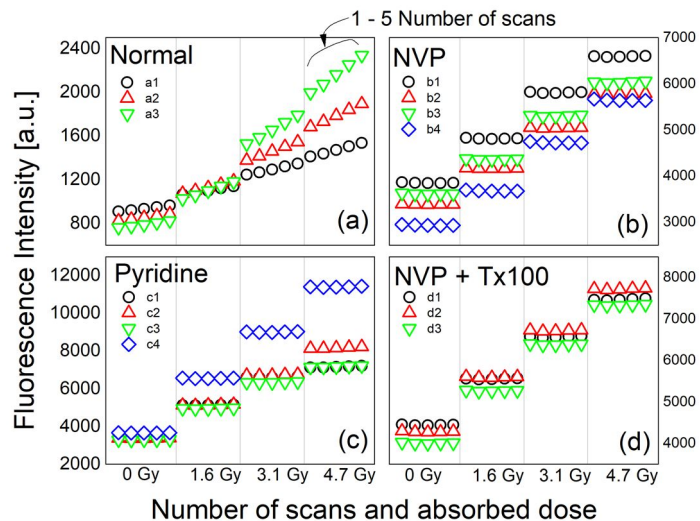 1 - 5 Number of scans
Fluorescence Intensity [a.u.]
Normal
a1
a2
a3
(a)
2400
2000
1600
1200
800
NVP
b1
b2
b3
b4
(b)
7000
6000
5000
4000
3000
Pyridine
c1
c2
c3
c4
(c)
12000
10000
8000
6000
4000
2000
0 Gy 1.6 Gy 3.1 Gy 4.7 Gy
NVP + Tx100
d1
d2
d3
(d)
8000
7000
6000
5000
4000
0 Gy 1.6 Gy 3.1 Gy 4.7 Gy
Number of scans and absorbed dose